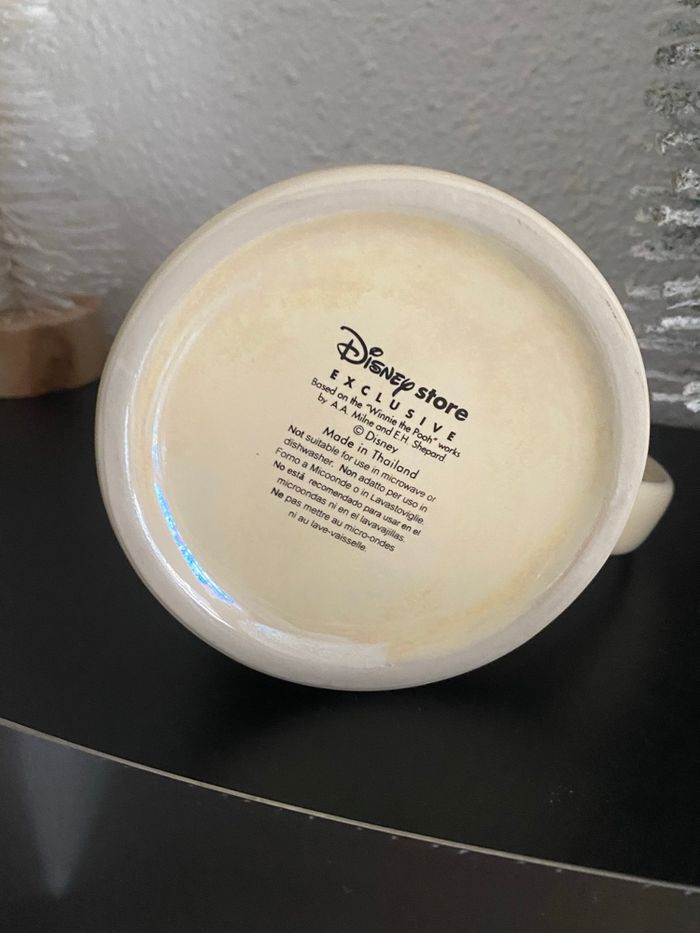 Disney store
EXCLUSIVE
Based on the "Winnie the Pooh" works
by A.A. Milne and E.H. Shepard.
© Disney
Made in Thailand
Not suitable for use in microwave or
dishwasher. Non adatto per uso in
Forno a Micoonde o in Lavastoviglie.
No está recomendado para usar en el
microondas ni en el lavavajillas.
Ne pas mettre au micro-ondes
ni au lave-vaisselle.